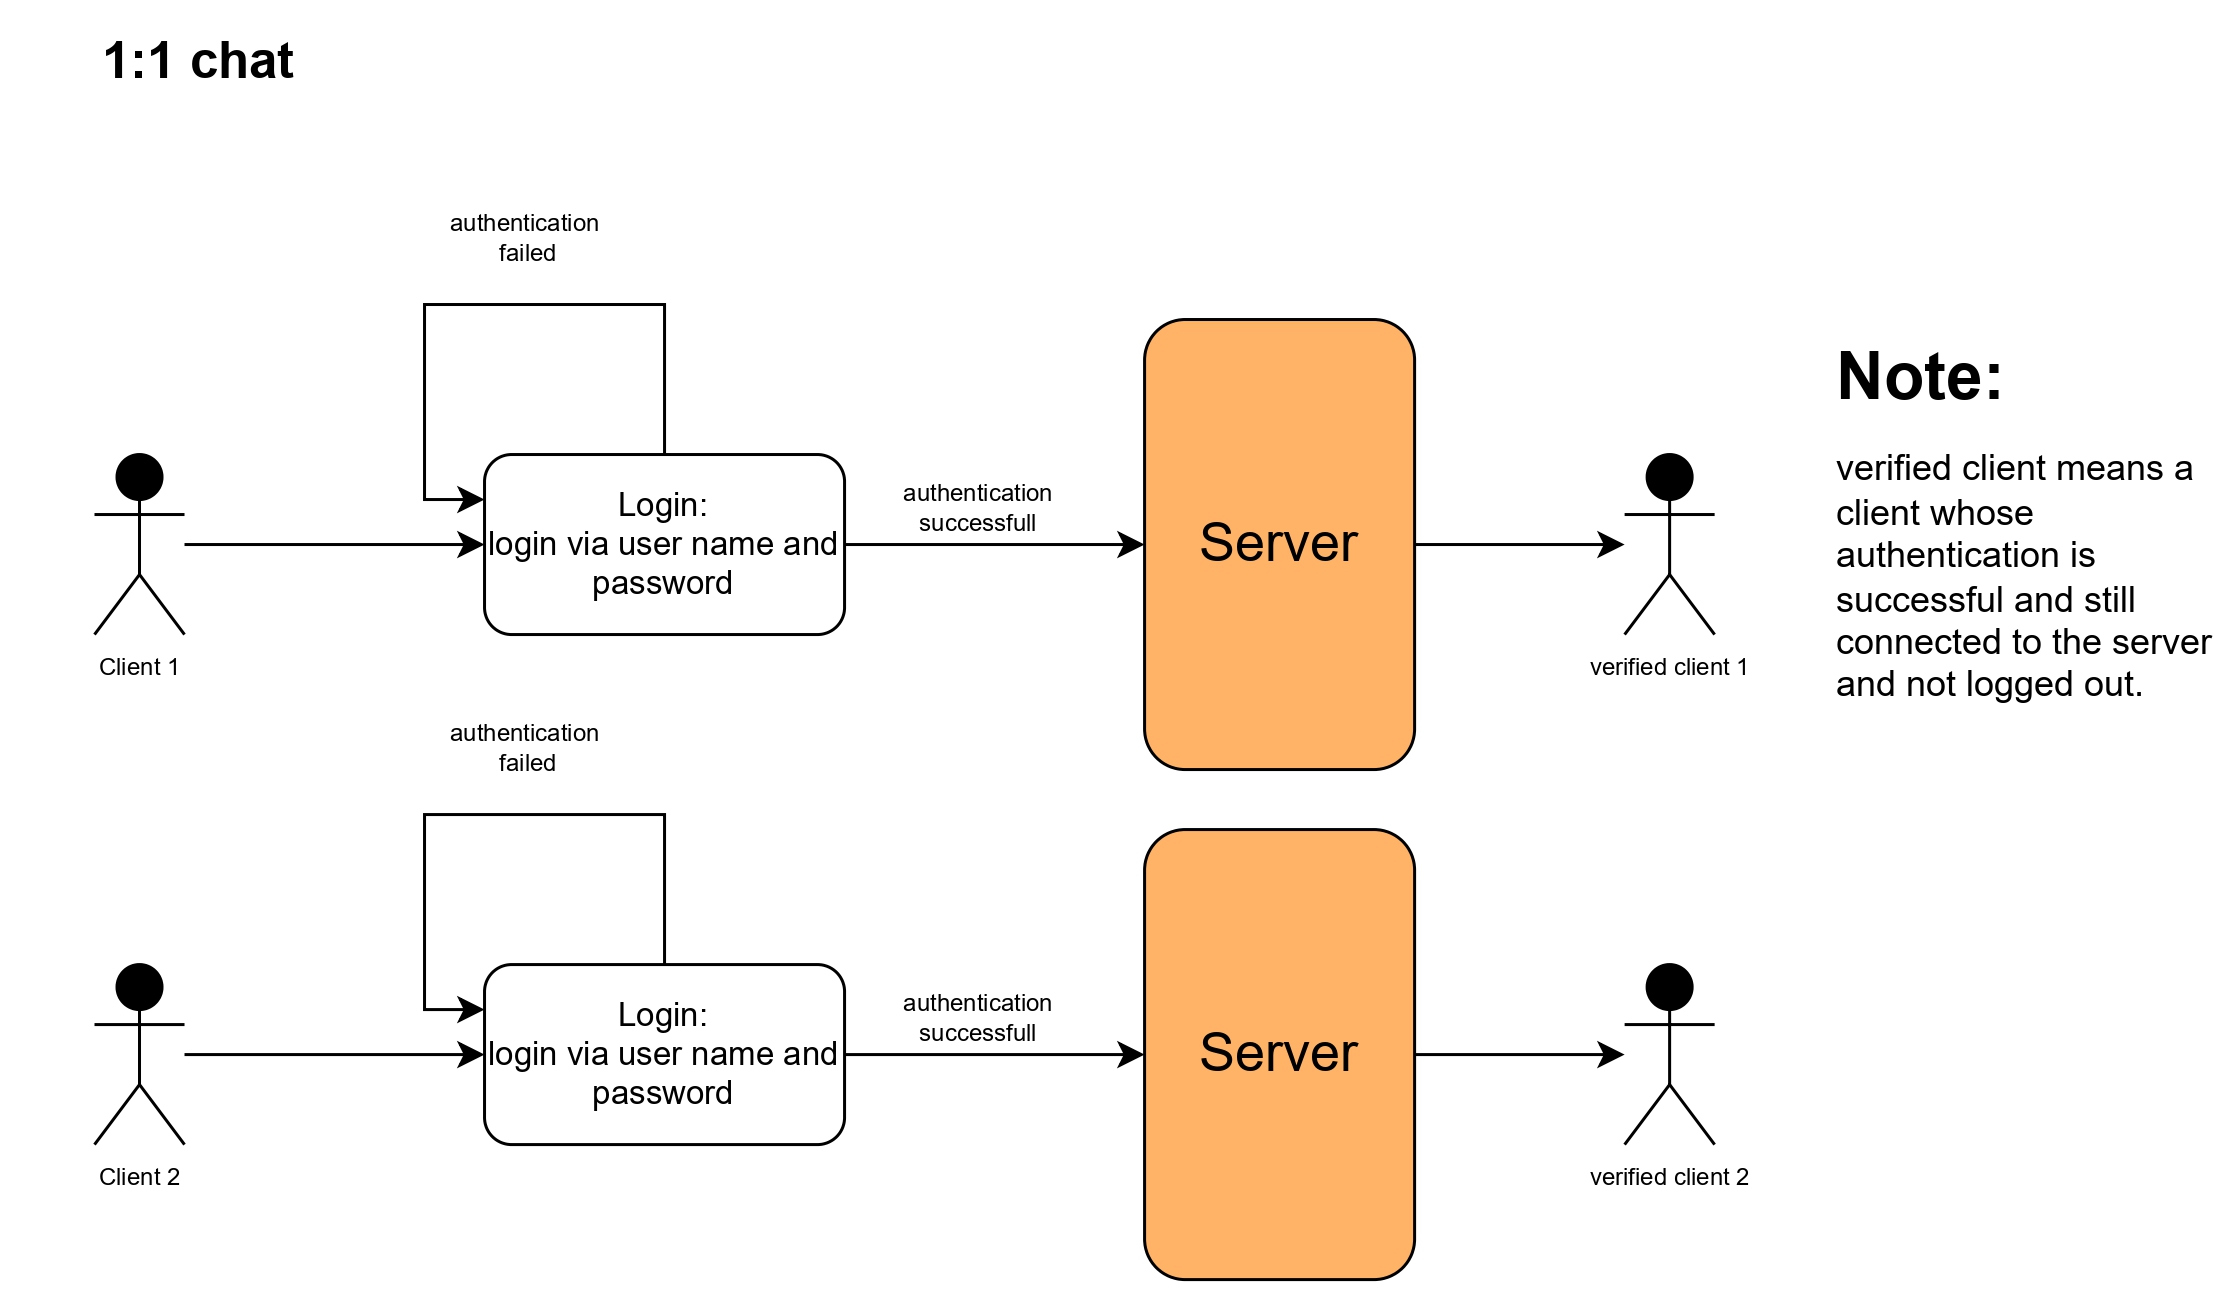 1:1 chat
authentication
failed
Login:
login via user name and
password
authentication
successfull
Server
Client 1
verified client 1
Note:
verified client means a
client whose
authentication is
successful and still
connected to the server
and not logged out.
authentication
failed
Login:
login via user name and
password
authentication
successfull
Server
Client 2
verified client 2